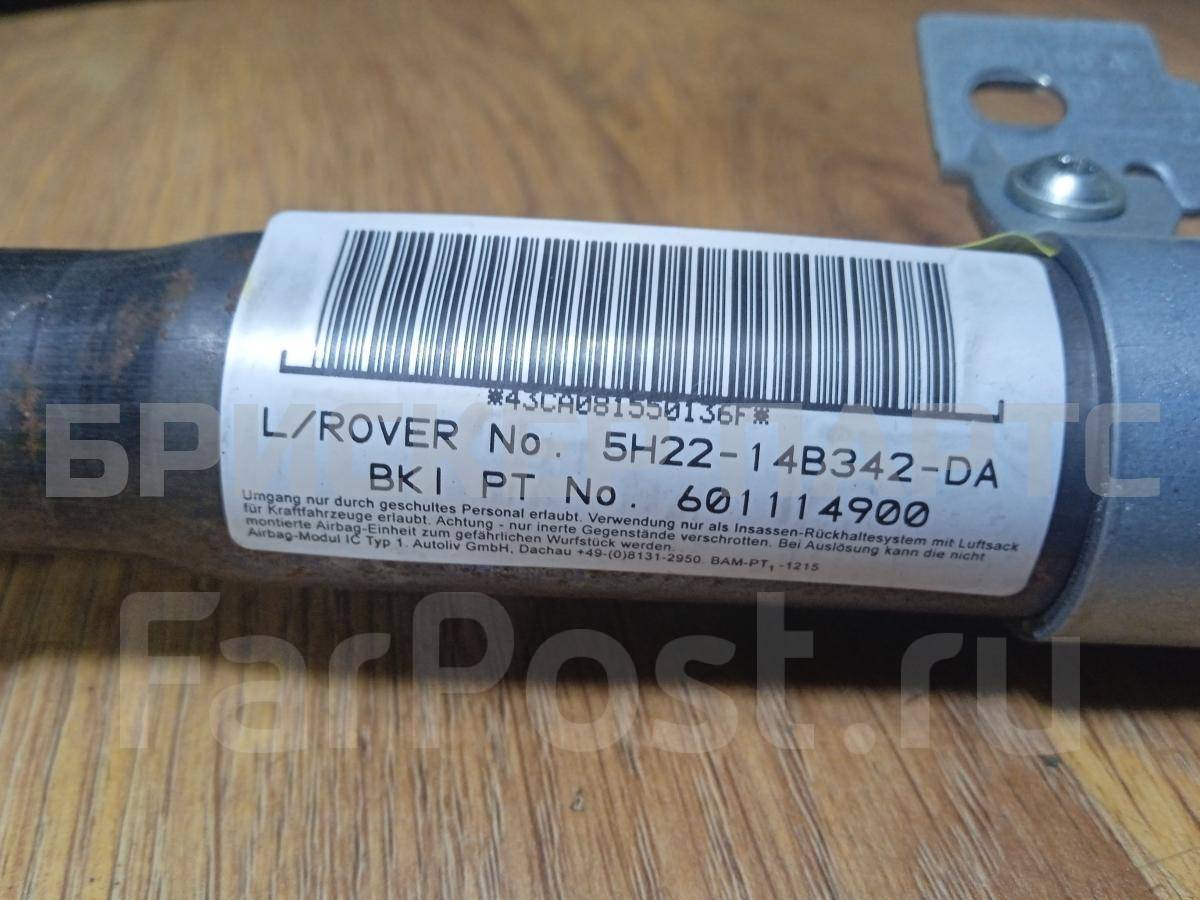 *43CA081550136F*
L/ROVER No. 5H22-14B342-DA
BKI PT No. 601114900
Umgang nur durch geschultes Personal erlaubt. Verwendung nur als Insassen-Rückhaltesystem mit Luftsack
für Kraftfahrzeuge erlaubt. Achtung - nur inerte Gegenstände verschrotten. Bei Auslösung kann die nicht
montierte Airbag-Einheit zum gefährlichen Wurfstück werden.
Airbag-Modul IC Typ 1. Autoliv GmbH, Dachau +49-(0)8131-2950. BAM-PT₁ -1215
FarPost.ru